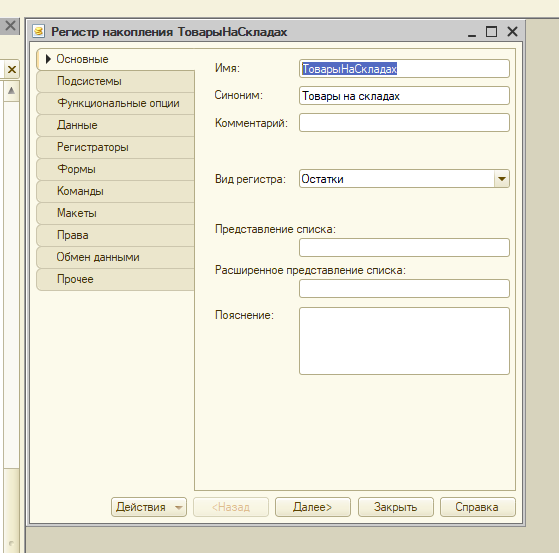 Регистр накопления ТоварыНаСкладах
Основные
Подсистемы
Функциональные опции
Данные
Регистраторы
Формы
Команды
Макеты
Права
Обмен данными
Прочее
Имя: ТоварыНаСкладах
Синоним: Товары на складах
Комментарий:
Вид регистра: Остатки
Представление списка:
Расширенное представление списка:
Пояснение:
Действия <Назад Далее> Закрыть Справка